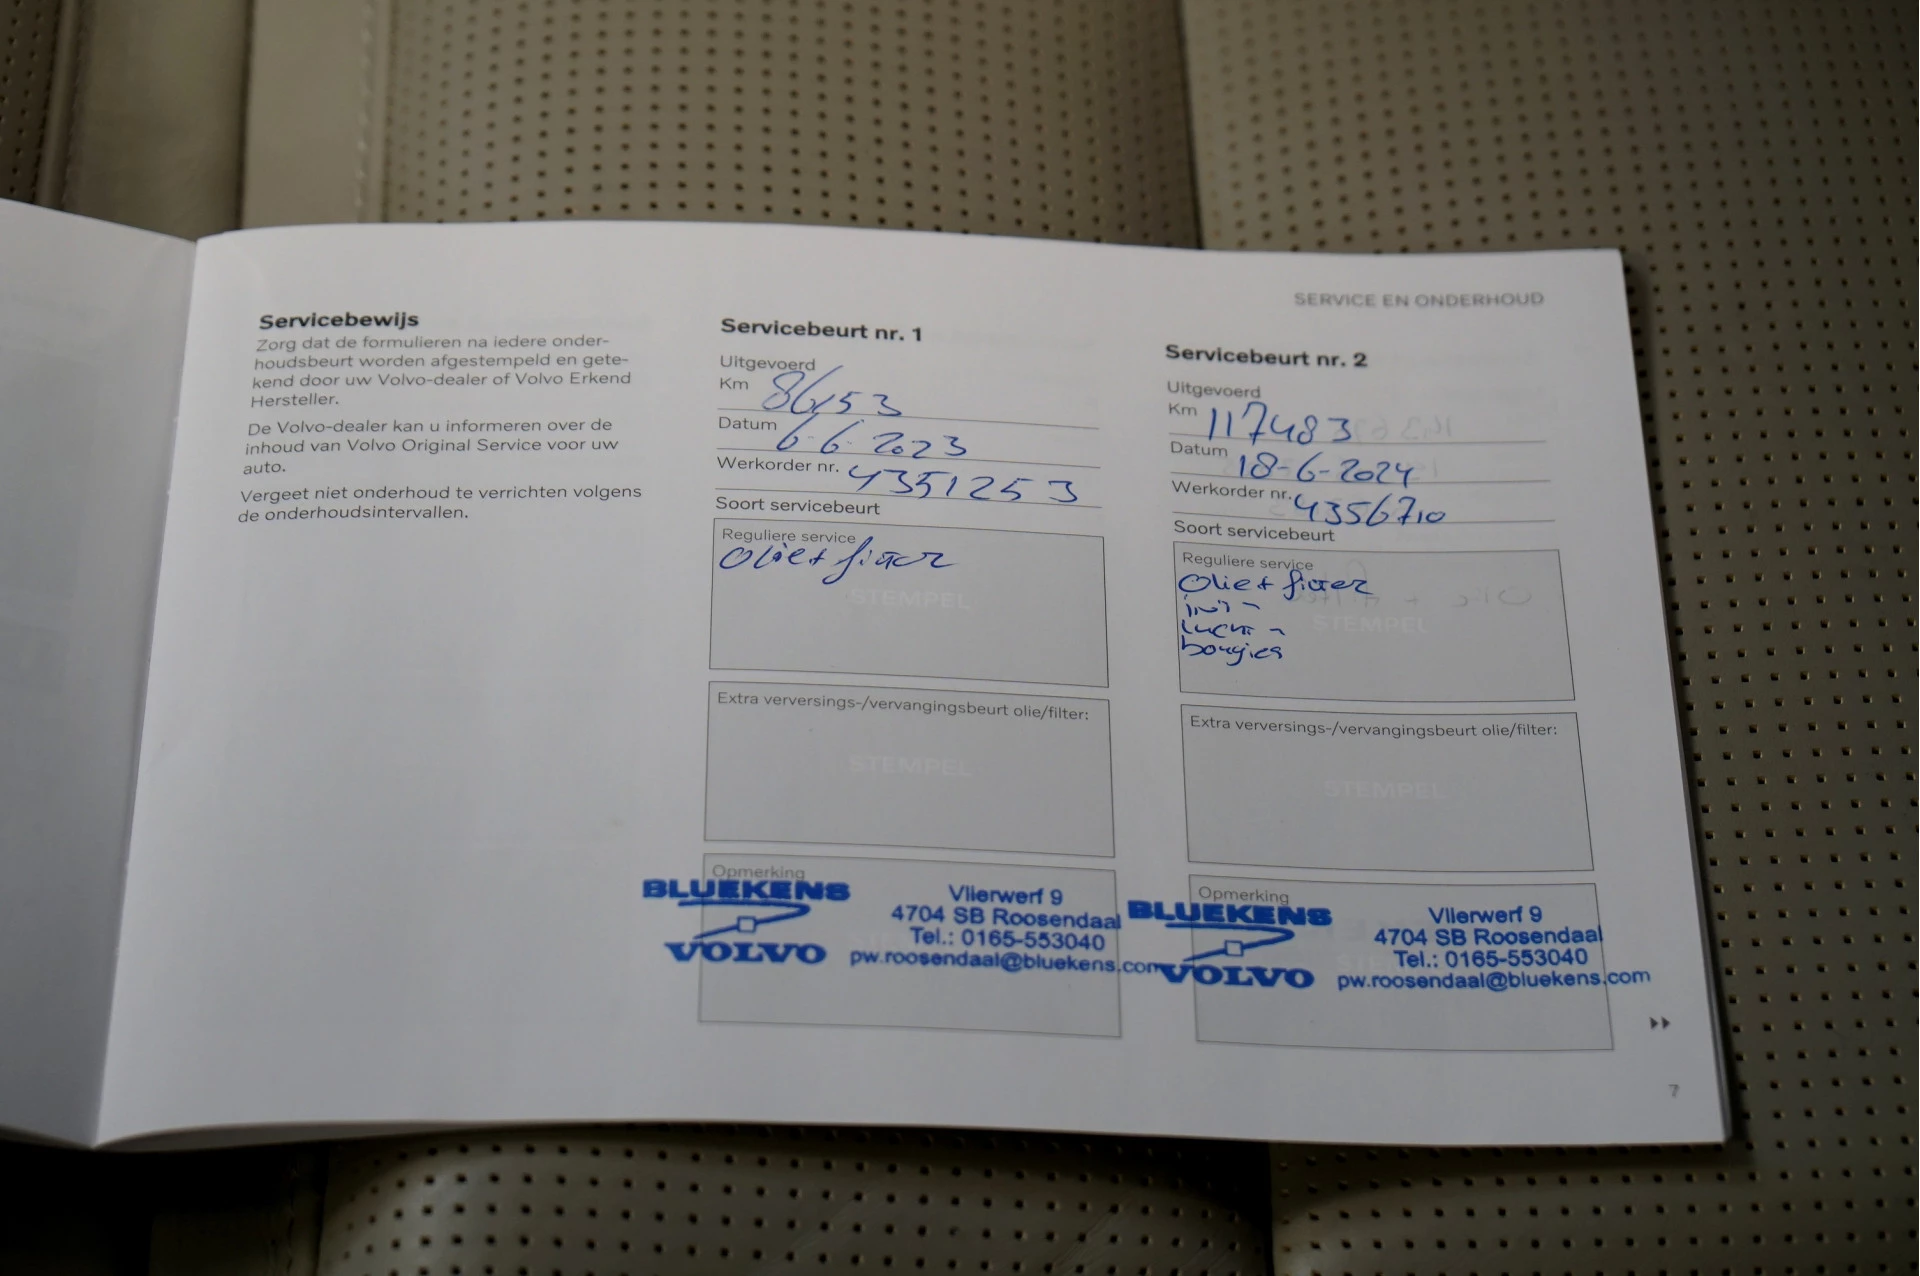 SERVICE EN ONDERHOUD
Servicebewijs
Zorg dat de formulieren na iedere onder-
houdsbeurt worden afgestempeld en gete-
kend door uw Volvo-dealer of Volvo Erkend
Hersteller.
De Volvo-dealer kan u informeren over de
inhoud van Volvo Original Service voor uw
auto.
Vergeet niet onderhoud te verrichten volgens
de onderhoudsintervallen.
Servicebeurt nr. 1
Uitgevoerd
Km 86153
Datum 6-6-2023
Werkorder nr. 4351253
Soort servicebeurt
Reguliere service
Olie + filter
STEMPEL
Extra verversings-/vervangingsbeurt olie/filter:
STEMPEL
Opmerking
BLUEKENS
VOLVO
Vlierwerf 9
4704 SB Roosendaal
Tel.: 0165-553040
pw.roosendaal@bluekens.com
Servicebeurt nr. 2
Uitgevoerd
Km 117483
Datum 18-6-2024
Werkorder nr. 4356710
Soort servicebeurt
Reguliere service
Olie + filter
int -
lucht -
bougies
STEMPEL
Extra verversings-/vervangingsbeurt olie/filter:
STEMPEL
Opmerking
BLUEKENS
VOLVO
Vlierwerf 9
4704 SB Roosendaal
Tel.: 0165-553040
pw.roosendaal@bluekens.com
7